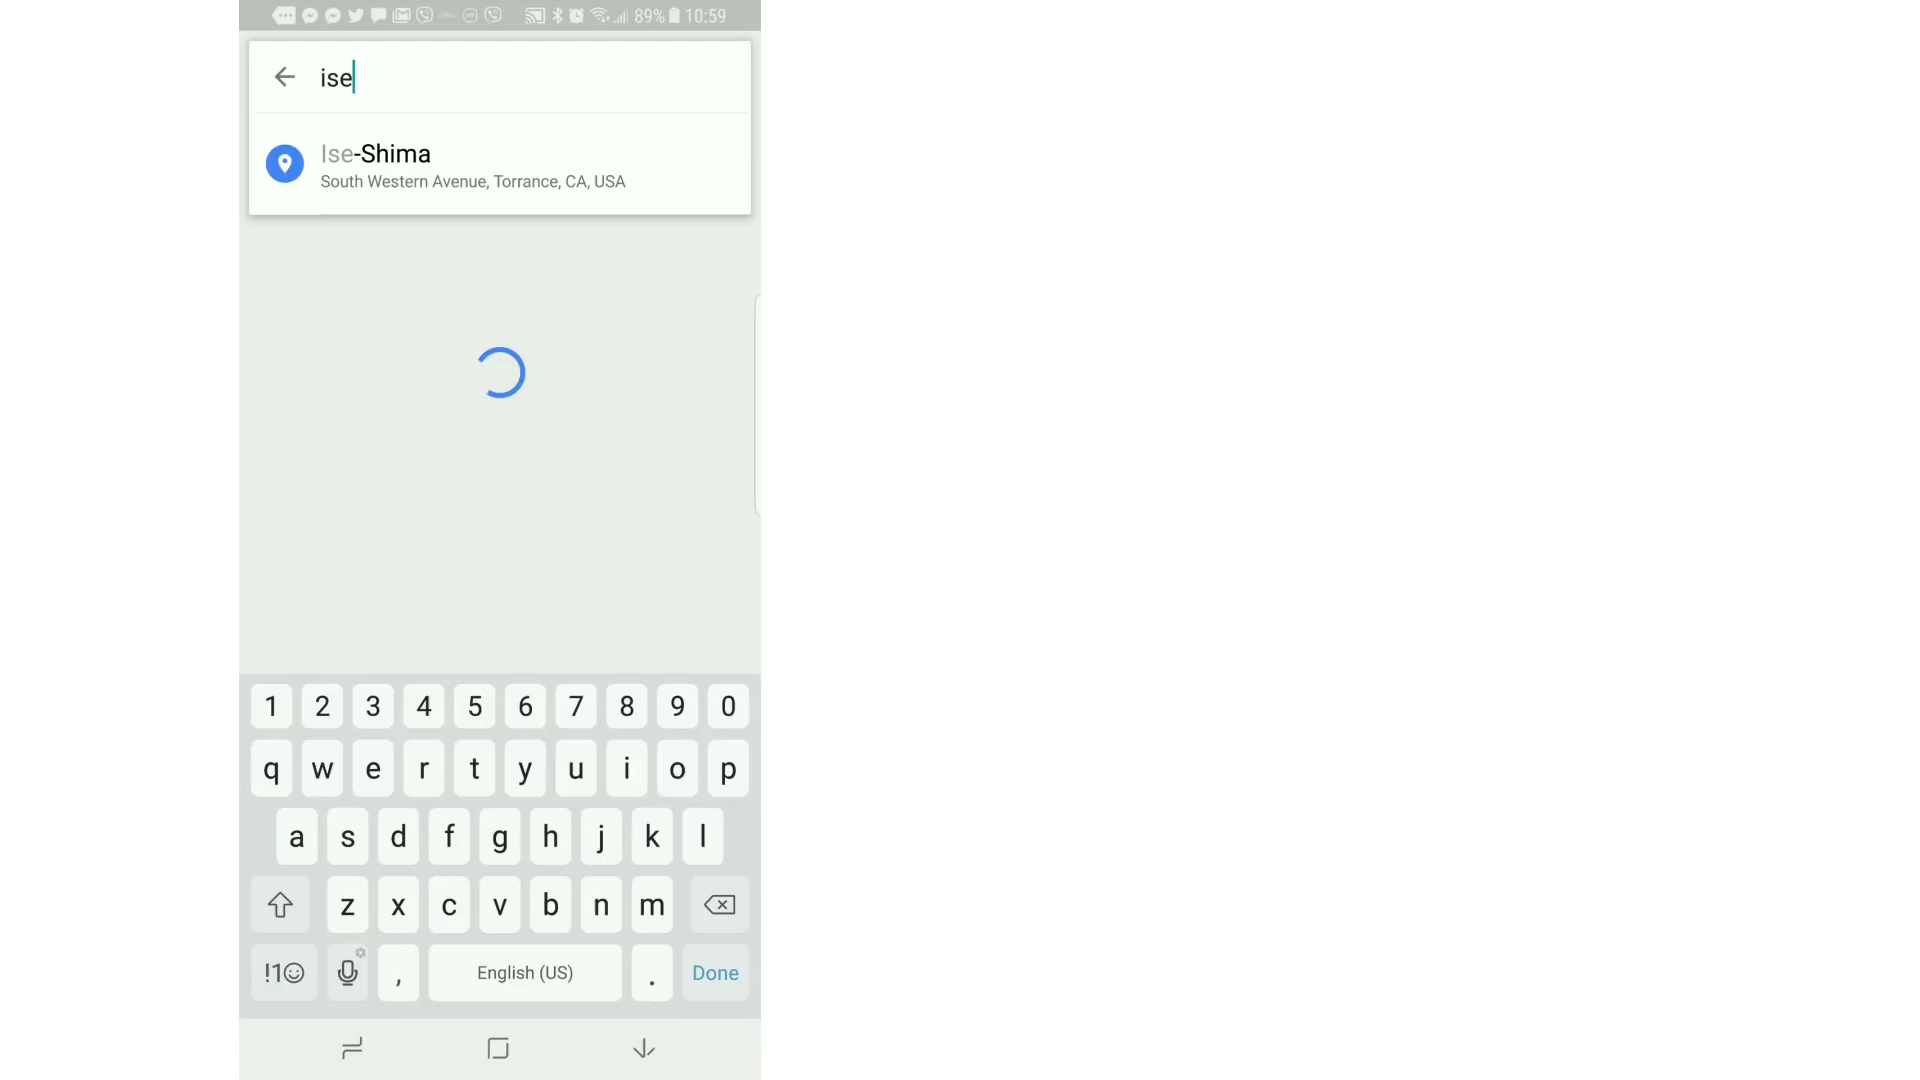 89% 10:59
ise
Ise-Shima
South Western Avenue, Torrance, CA, USA
1 2 3 4 5 6 7 8 9 0
q w e r t y u i o p
a s d f g h j k l
z x c v b n m
!1☺ , English (US) . Done